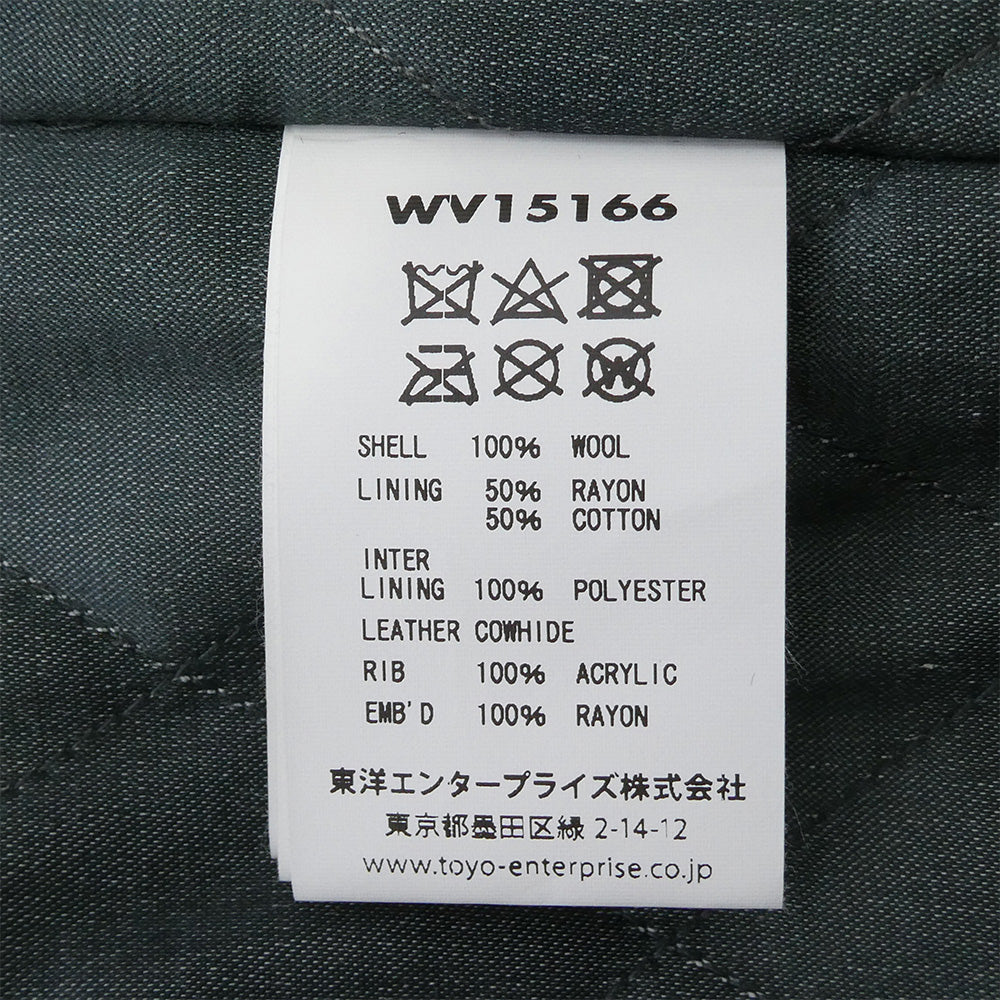 WV15166
W
SHELL 100% WOOL
LINING 50% RAYON
50% COTTON
INTER
LINING 100% POLYESTER
LEATHER COWHIDE
RIB 100% ACRYLIC
EMB'D 100% RAYON
東洋エンタープライズ株式会社
東京都墨田区緑 2-14-12
www.toyo-enterprise.co.jp